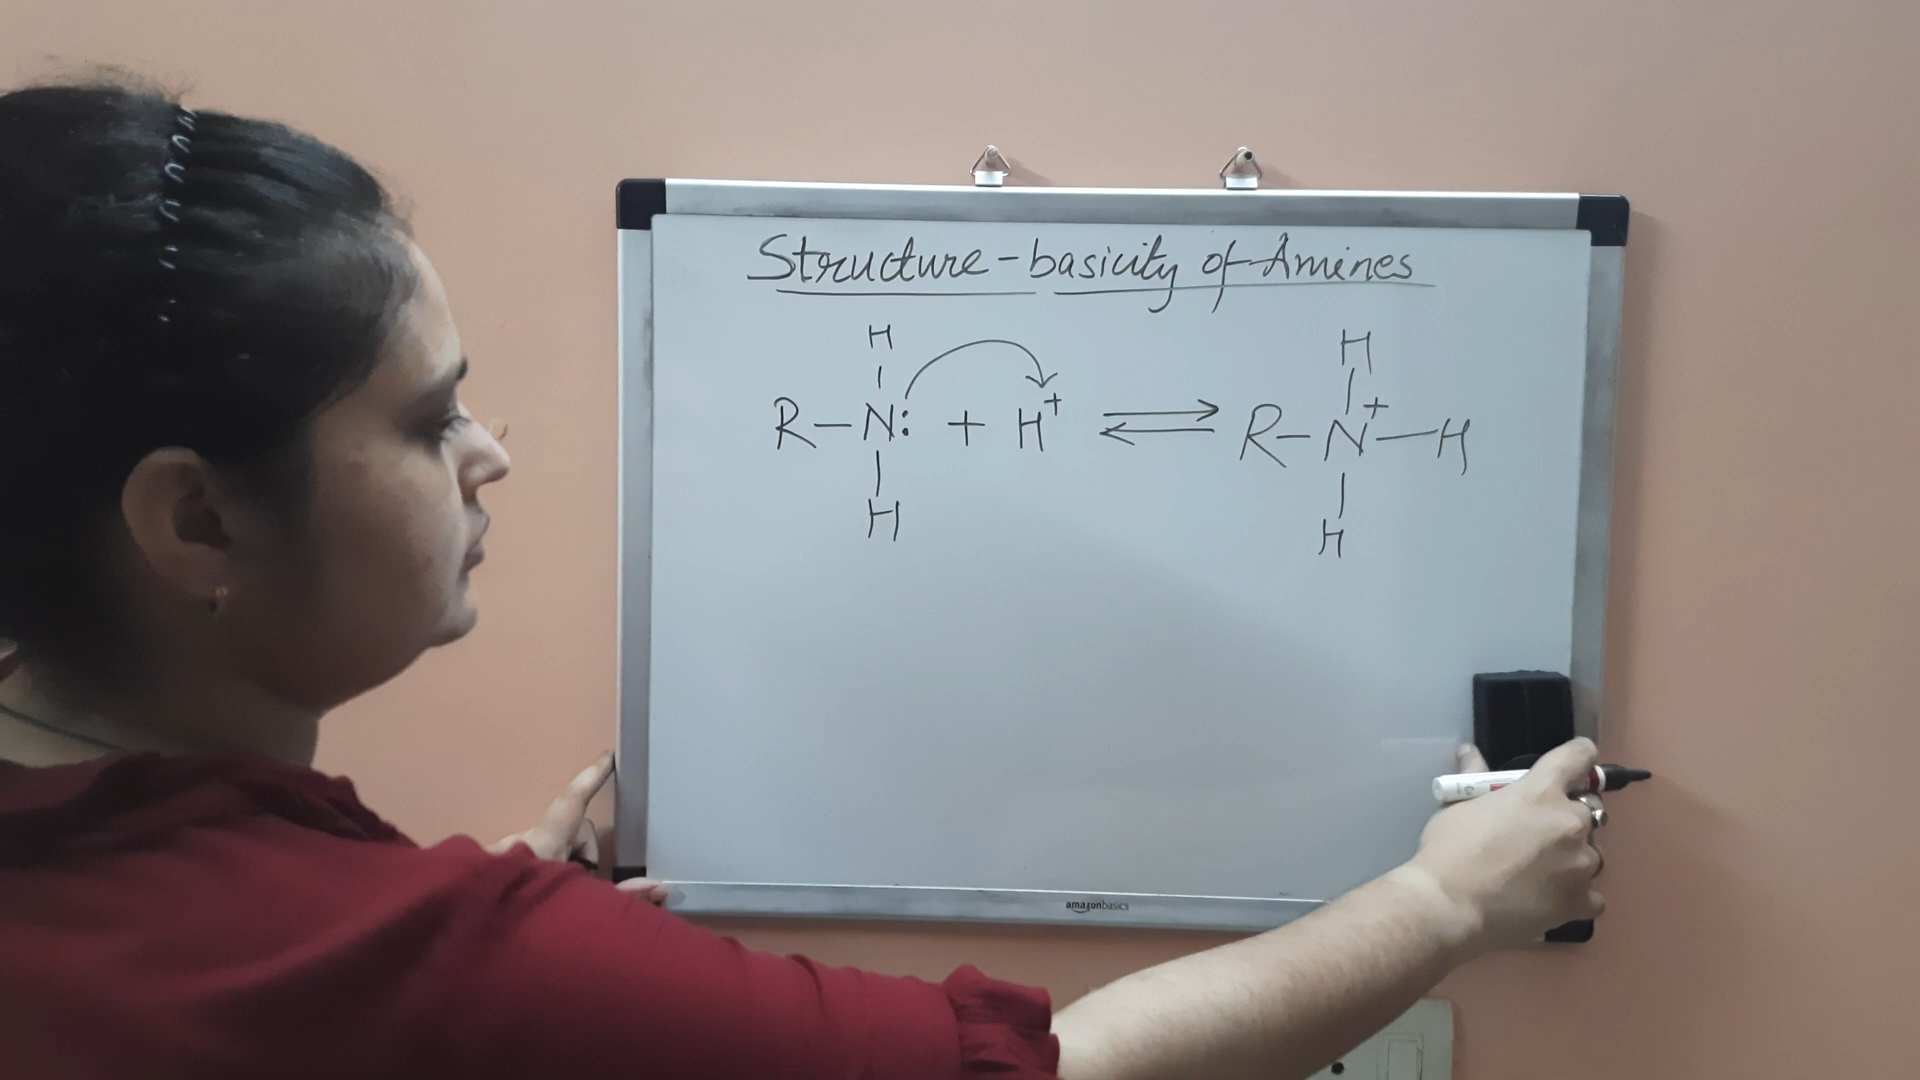 Structure-basicity of Amines
H
R-N: + H+ ⇌ R-N+-H
H
H
H
amazonbasics